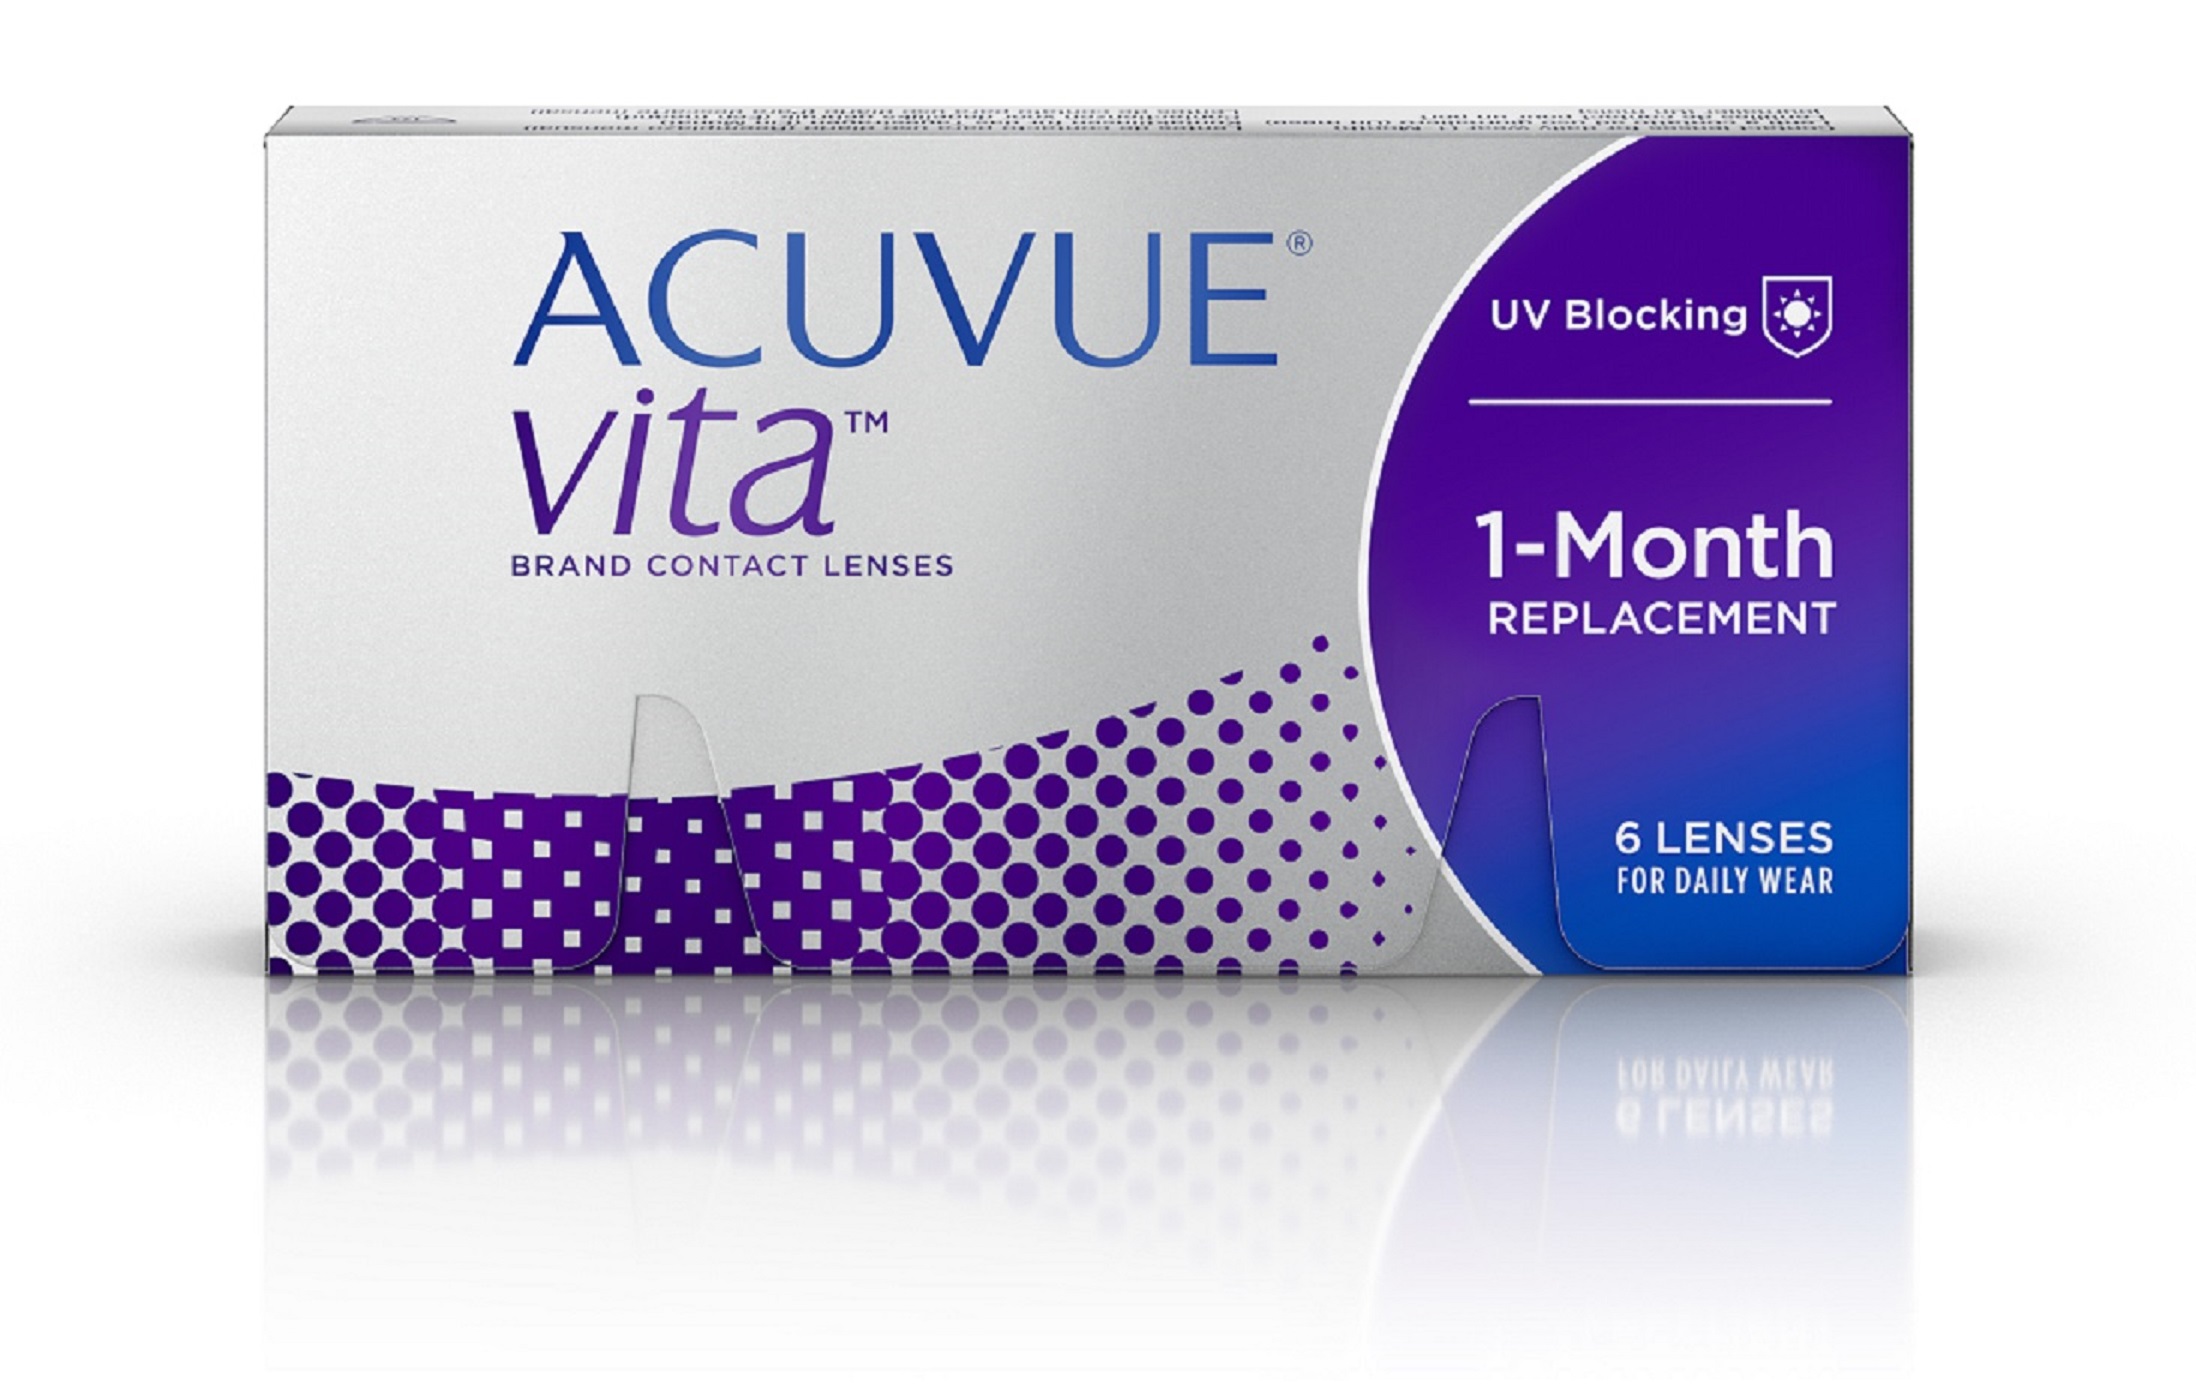 ACUVUE®
vita™
BRAND CONTACT LENSES
UV Blocking
1-Month
REPLACEMENT
6 LENSES
FOR DAILY WEAR